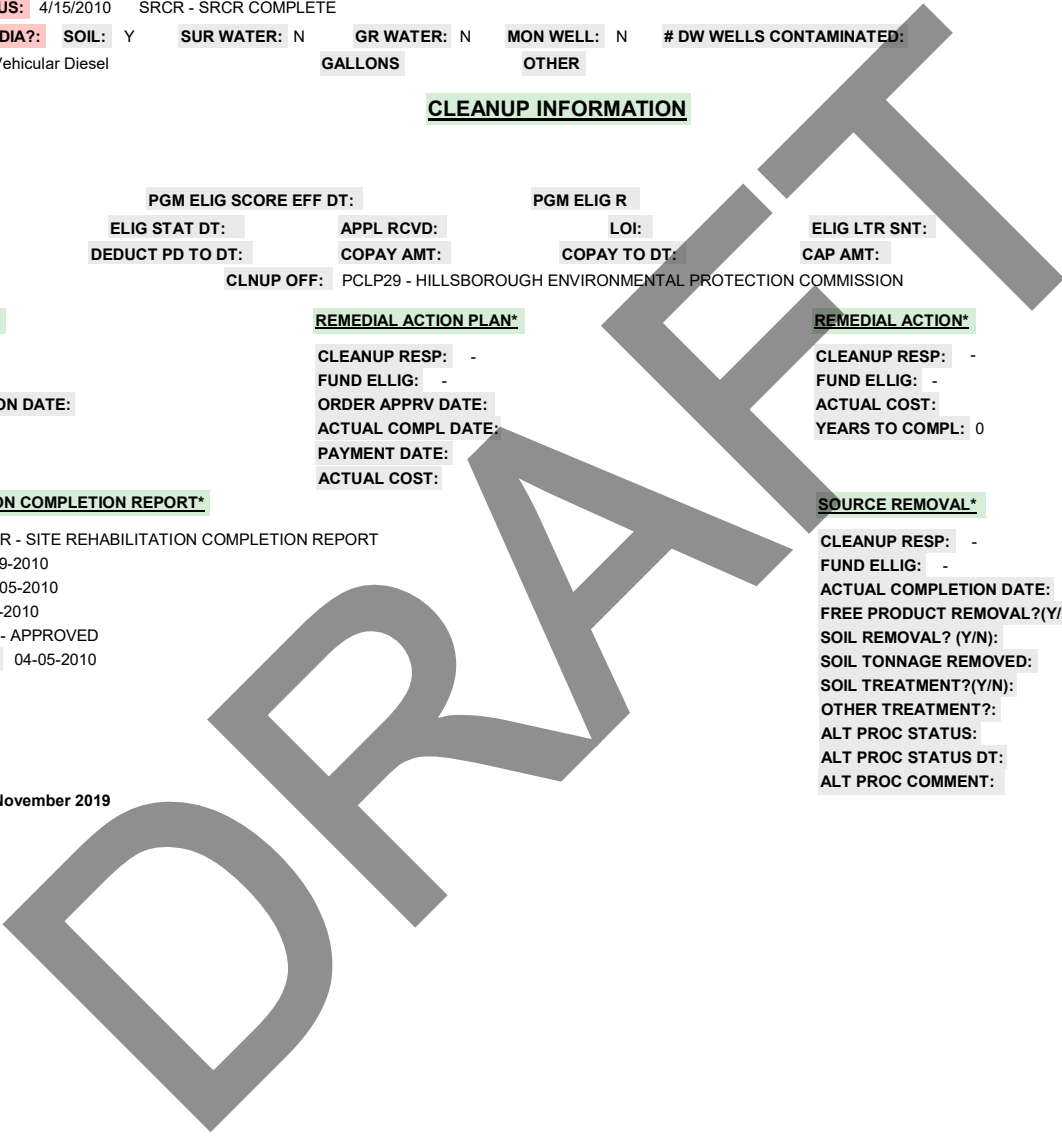 US: 4/15/2010 SRCR - SRCR COMPLETE
DIA?: SOIL: Y SUR WATER: N GR WATER: N MON WELL: N # DW WELLS CONTAMINATED:
Vehicular Diesel GALLONS OTHER
CLEANUP INFORMATION
PGM ELIG SCORE EFF DT: PGM ELIG R
ELIG STAT DT: APPL RCVD: LOI: ELIG LTR SNT:
DEDUCT PD TO DT: COPAY AMT: COPAY TO DT: CAP AMT:
CLNUP OFF: PCLP29 - HILLSBOROUGH ENVIRONMENTAL PROTECTION COMMISSION
REMEDIAL ACTION PLAN* REMEDIAL ACTION*
CLEANUP RESP: - CLEANUP RESP: -
FUND ELLIG: - FUND ELLIG: -
ON DATE: ORDER APPRV DATE: ACTUAL COST:
ACTUAL COMPL DATE: YEARS TO COMPL: 0
PAYMENT DATE:
ACTUAL COST:
ON COMPLETION REPORT* SOURCE REMOVAL*
R - SITE REHABILITATION COMPLETION REPORT CLEANUP RESP: -
9-2010 FUND ELLIG: -
05-2010 ACTUAL COMPLETION DATE:
-2010 FREE PRODUCT REMOVAL?(Y/
- APPROVED SOIL REMOVAL? (Y/N):
04-05-2010 SOIL TONNAGE REMOVED:
SOIL TREATMENT?(Y/N):
OTHER TREATMENT?:
ALT PROC STATUS:
ALT PROC STATUS DT:
ALT PROC COMMENT:
November 2019
DRAFT